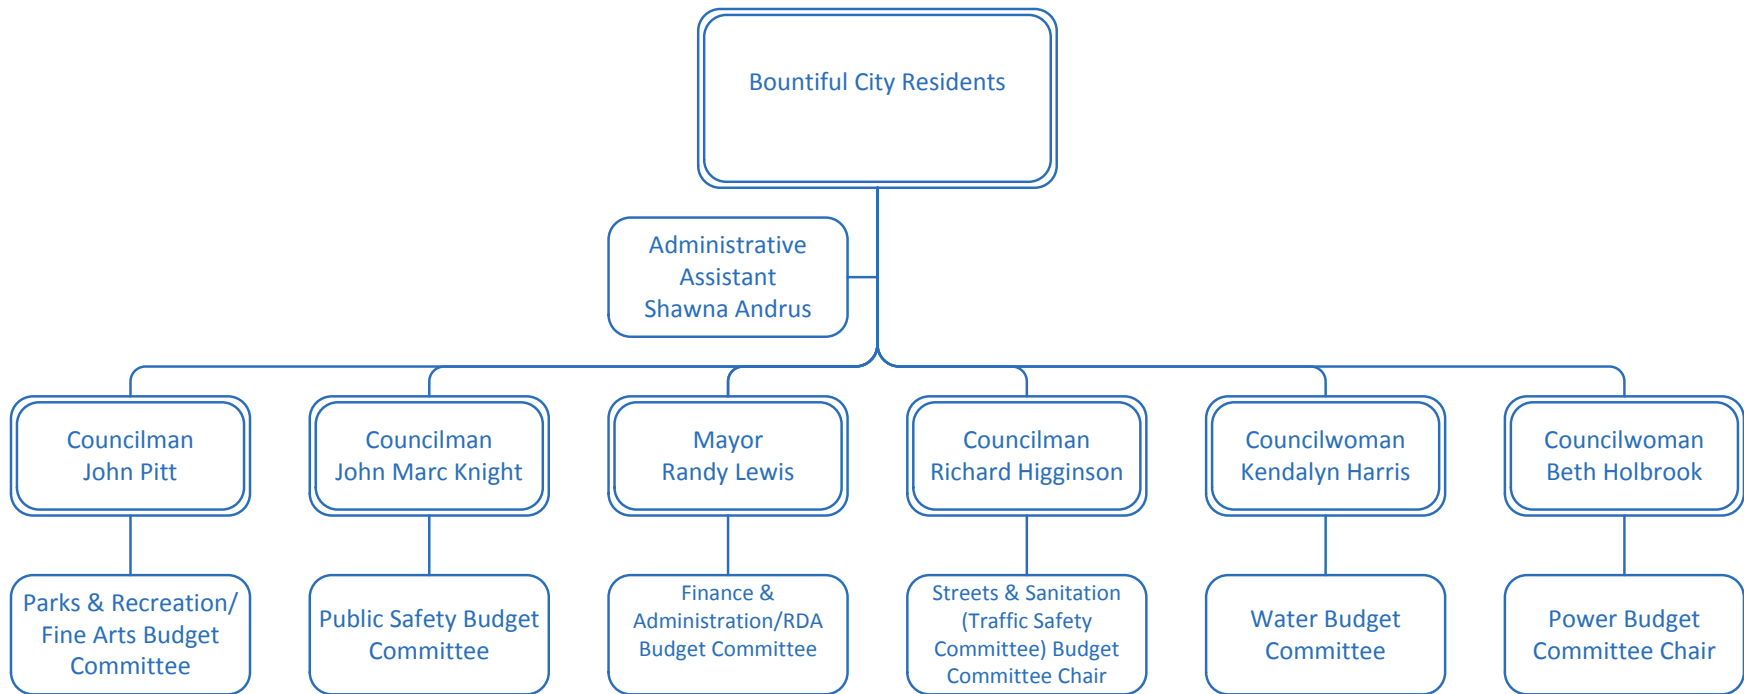 Bountiful City Residents
Administrative
Assistant
Shawna Andrus
Councilman
John Pitt
Councilman
John Marc Knight
Mayor
Randy Lewis
Councilman
Richard Higginson
Councilwoman
Kendalyn Harris
Councilwoman
Beth Holbrook
Parks & Recreation/
Fine Arts Budget
Committee
Public Safety Budget
Committee
Finance &
Administration/RDA
Budget Committee
Streets & Sanitation
(Traffic Safety
Committee) Budget
Committee Chair
Water Budget
Committee
Power Budget
Committee Chair